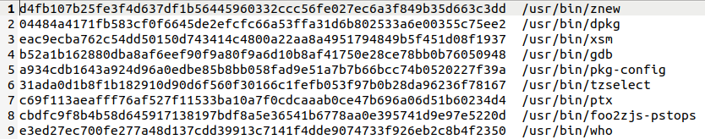 1 d4fb107b25fe3f4d637df1b56445960332ccc56fe027ec6a3f849b35d663c3dd /usr/bin/znew
2 04484a4171fb583cf0f6645de2efcfc66a53ffa31d6b802533a6e00355c75ee2 /usr/bin/dpkg
3 eac9ecba762c54dd50150d743414c4800a22aa8a4951794849b5f451d08f1937 /usr/bin/xsm
4 b52a1b162880dba8af6eef90f9a80f9a6d10b8af41750e28ce78bb0b76050948 /usr/bin/gdb
5 a934cdb1643a924d96a0edbe85b8bb058fad9e51a7b7b66bcc74b0520227f39a /usr/bin/pkg-config
6 31ada0d1b8f1b182910d90d6f560f30166c1fefb053f97b0b28da96236f78167 /usr/bin/tzselect
7 c69f113aeafff76af527f11533ba10a7f0cdcaaab0ce47b696a06d51b60234d4 /usr/bin/ptx
8 cbdfc9f8b4b58d645917138197bdf8a5e36541b6778aa0e395741d9e97e5220d /usr/bin/foo2zjs-pstops
9 e3ed27ec700fe277a48d137cdd39913c7141f4dde9074733f926eb2c8b4f2350 /usr/bin/who